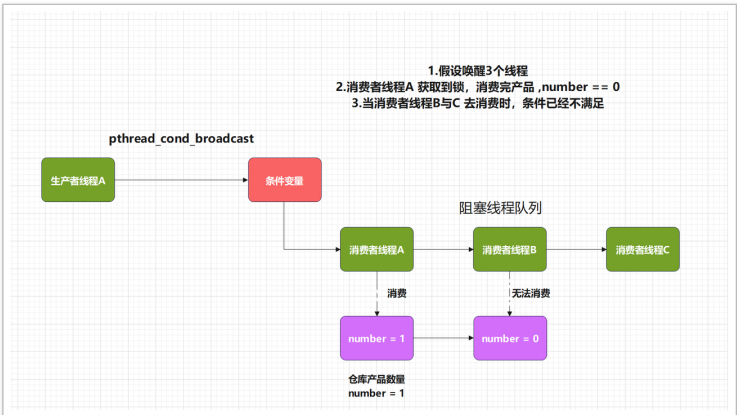 1.假设唤醒3个线程
2.消费者线程A 获取到锁，消费完产品 ,number == 0
3.当消费者线程B与C 去消费时，条件已经不满足
pthread_cond_broadcast
生产者线程A
条件变量
阻塞线程队列
消费者线程A
消费者线程B
消费者线程C
消费
无法消费
number = 1
number = 0
仓库产品数量
number = 1